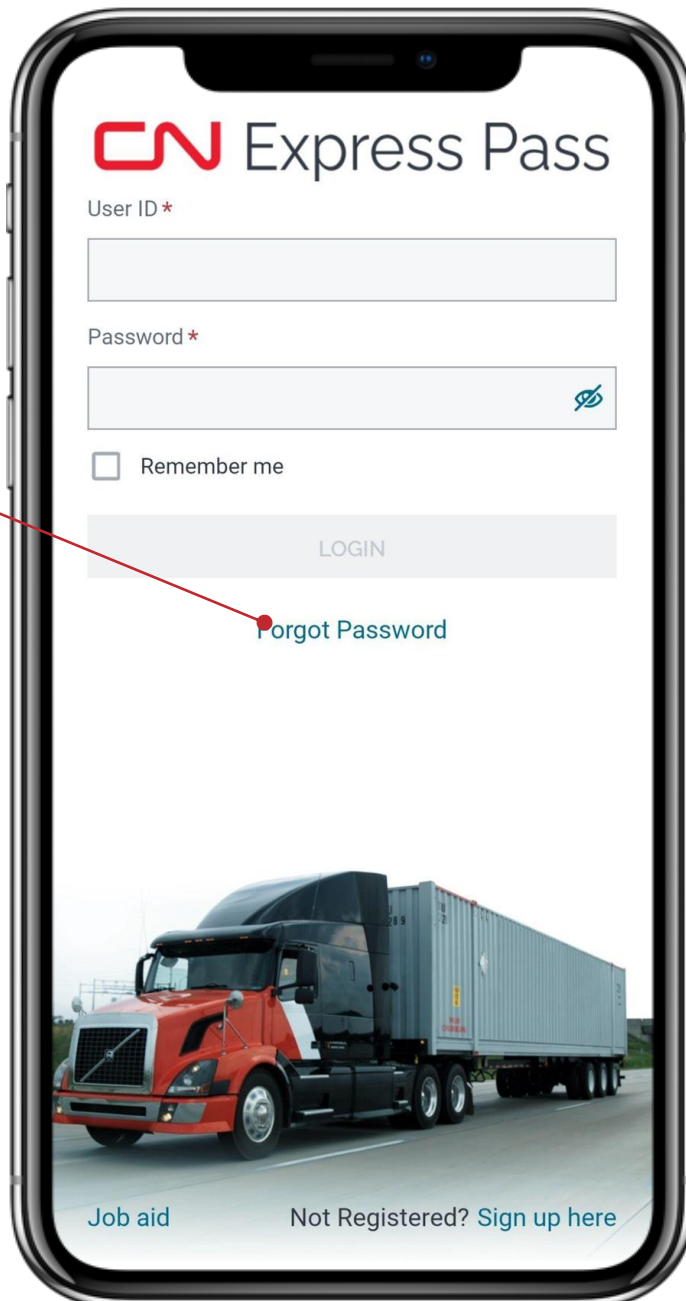 CN Express Pass
User ID *
Password *
Remember me
LOGIN
Forgot Password
Job aid
Not Registered? Sign up here